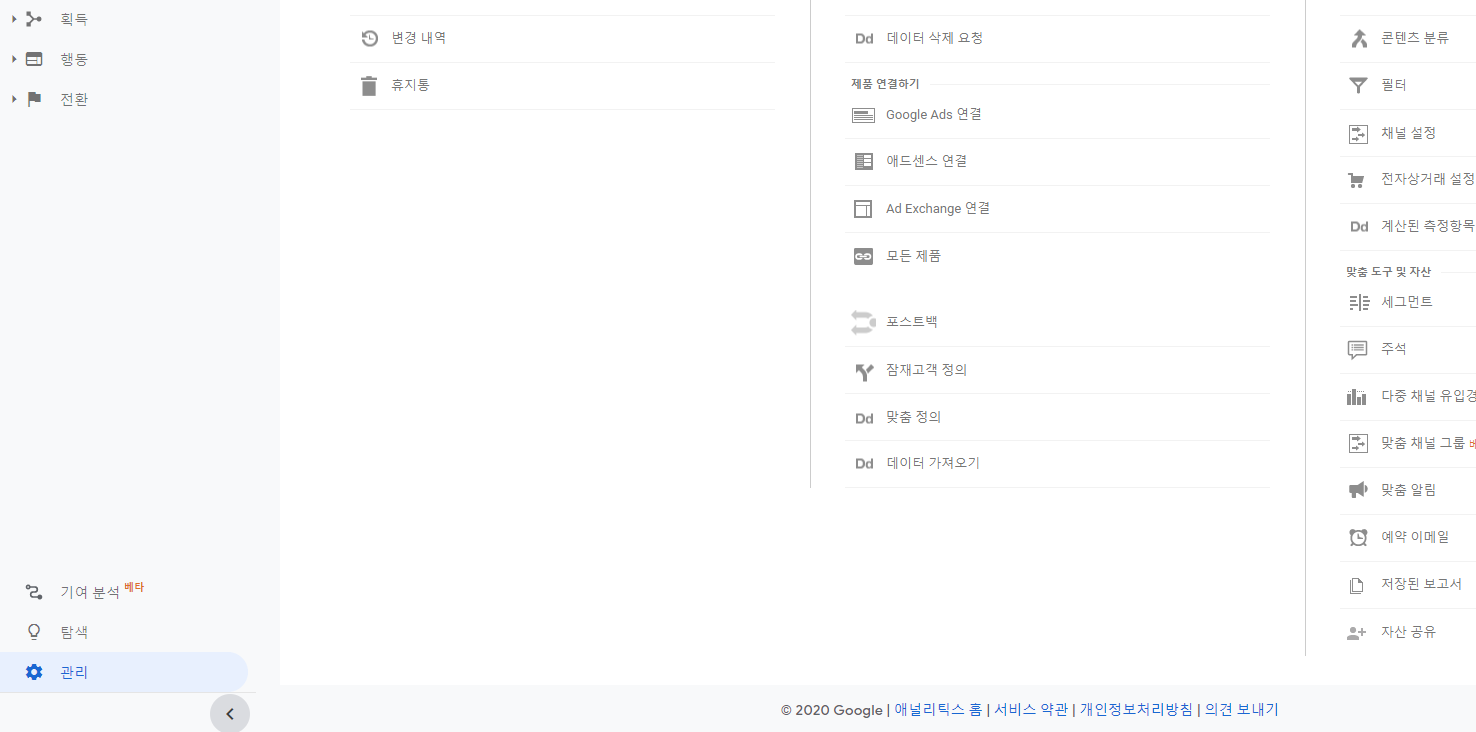 획득
행동
전환
기여 분석 베타
탐색
관리
변경 내역
휴지통
Dd 데이터 삭제 요청
제품 연결하기
Google Ads 연결
애드센스 연결
Ad Exchange 연결
모든 제품
포스트백
잠재고객 정의
Dd 맞춤 정의
Dd 데이터 가져오기
콘텐츠 분류
필터
채널 설정
전자상거래 설정
Dd 계산된 측정항목
맞춤 도구 및 자산
세그먼트
주석
다중 채널 유입경
맞춤 채널 그룹 베
맞춤 알림
예약 이메일
저장된 보고서
자산 공유
© 2020 Google | 애널리틱스 홈 | 서비스 약관 | 개인정보처리방침 | 의견 보내기